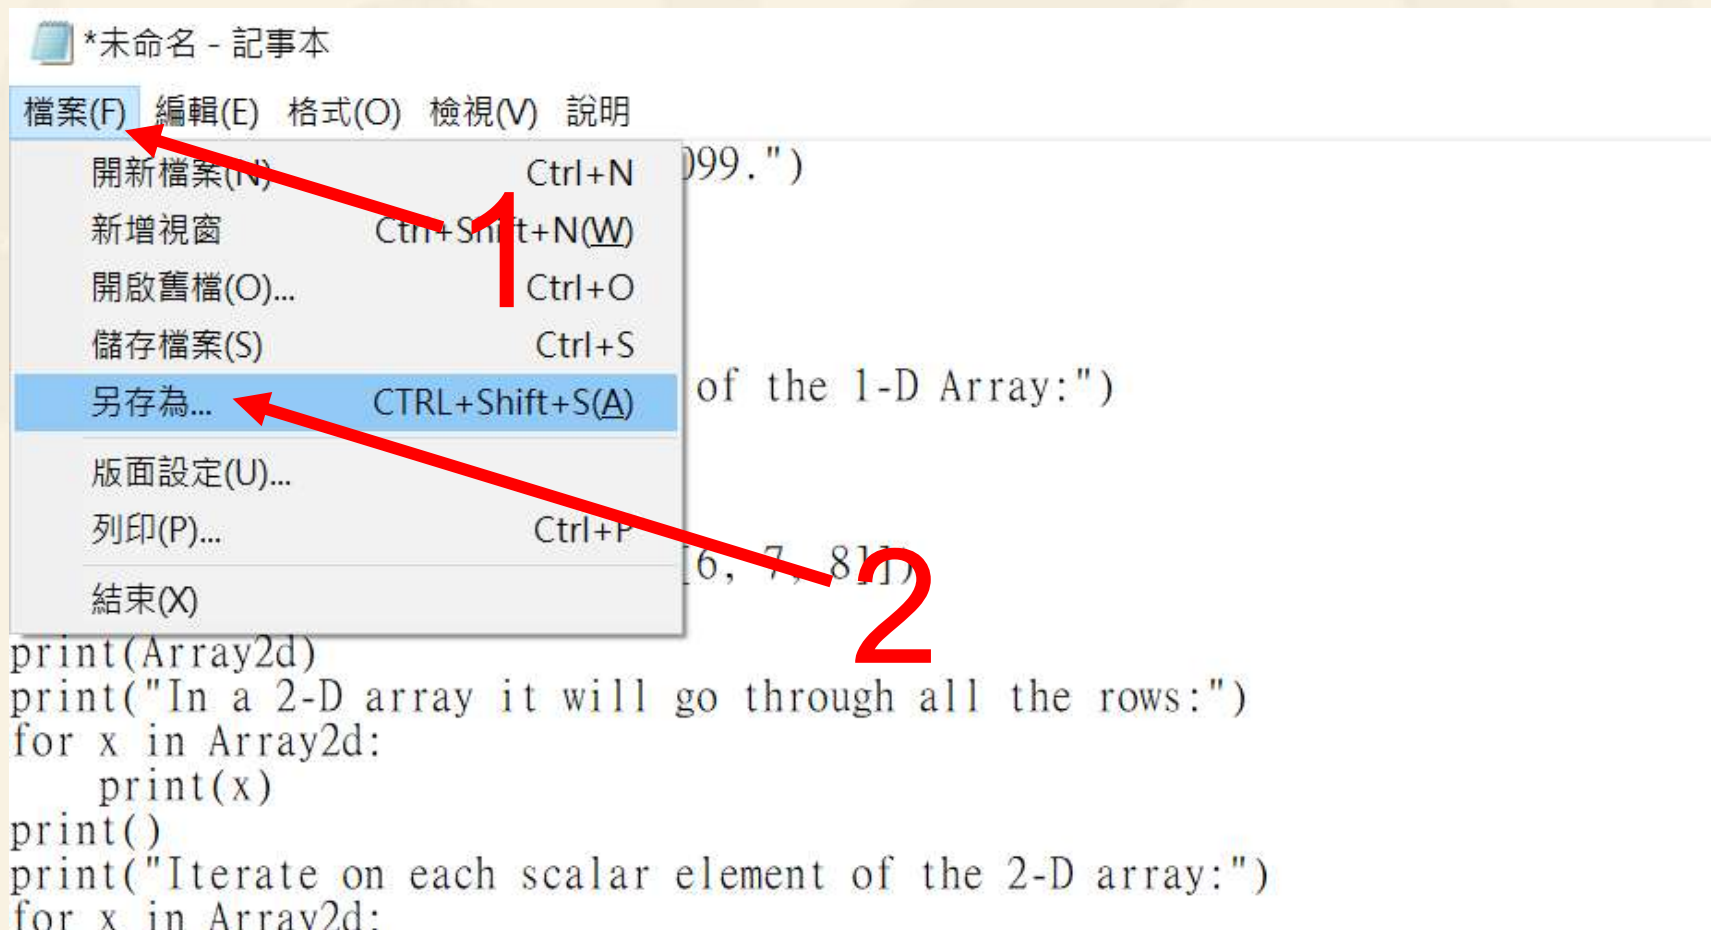 *未命名 - 記事本
檔案(F) 編輯(E) 格式(O) 檢視(V) 說明
開新檔案(N) Ctrl+N
099.")
新增視窗 Ctrl+Shift+N(W)
1
開啟舊檔(O)... Ctrl+O
儲存檔案(S) Ctrl+S
另存為... CTRL+Shift+S(A)
of the 1-D Array:")
版面設定(U)...
列印(P)... Ctrl+P
[6, 7, 8]])
2
結束(X)
print(Array2d)
print("In a 2-D array it will go through all the rows:")
for x in Array2d:
print(x)
print()
print("Iterate on each scalar element of the 2-D array:")
for x in Array2d: